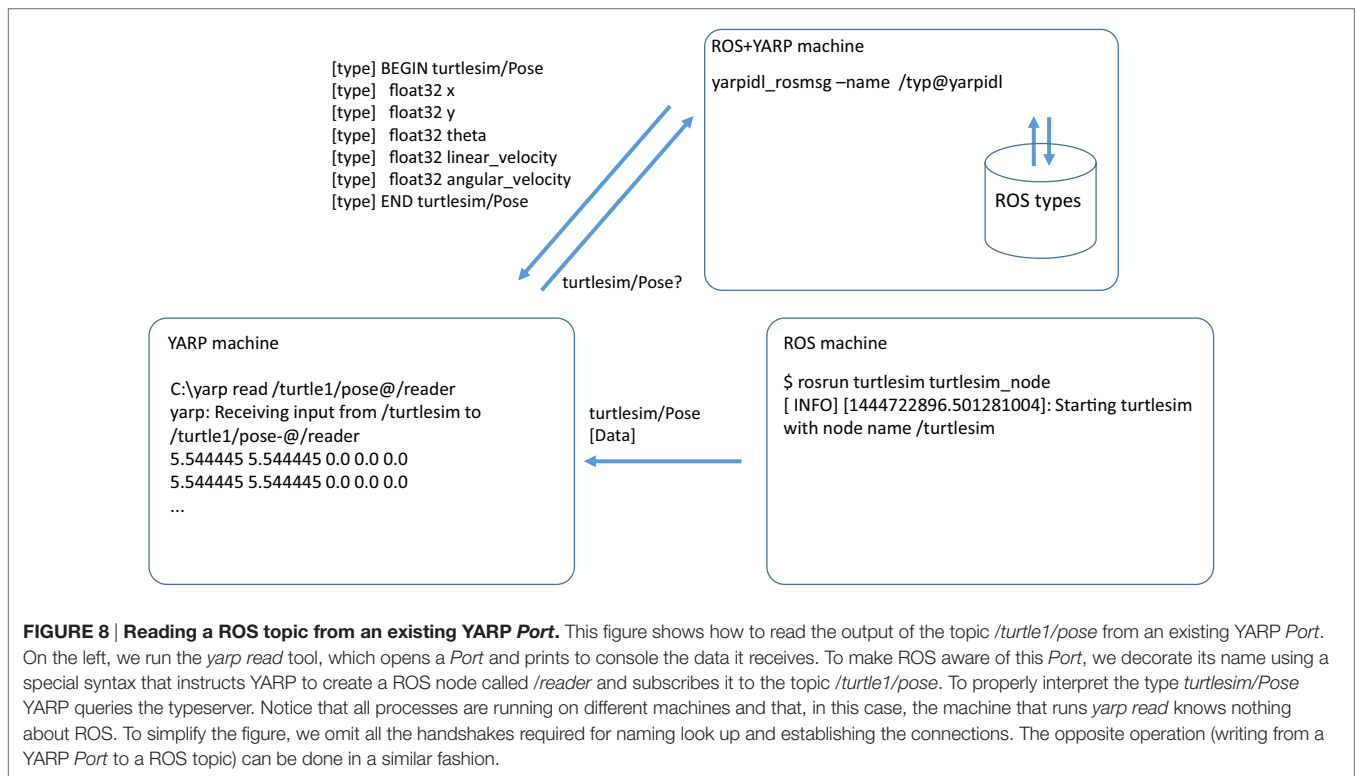 [type] BEGIN turtlesim/Pose
[type] float32 x
[type] float32 y
[type] float32 theta
[type] float32 linear_velocity
[type] float32 angular_velocity
[type] END turtlesim/Pose
turtlesim/Pose?
ROS+YARP machine
yarpidl_rosmsg –name /typ@yarpidl
ROS types
YARP machine
C:\yarp read /turtle1/pose@/reader
yarp: Receiving input from /turtlesim to
/turtle1/pose-@/reader
5.544445 5.544445 0.0 0.0 0.0
5.544445 5.544445 0.0 0.0 0.0
...
turtlesim/Pose
[Data]
ROS machine
$ rosrun turtlesim turtlesim_node
[ INFO] [1444722896.501281004]: Starting turtlesim
with node name /turtlesim
FIGURE 8 | Reading a ROS topic from an existing YARP Port. This figure shows how to read the output of the topic /turtle1/pose from an existing YARP Port.
On the left, we run the yarp read tool, which opens a Port and prints to console the data it receives. To make ROS aware of this Port, we decorate its name using a
special syntax that instructs YARP to create a ROS node called /reader and subscribes it to the topic /turtle1/pose. To properly interpret the type turtlesim/Pose
YARP queries the typeserver. Notice that all processes are running on different machines and that, in this case, the machine that runs yarp read knows nothing
about ROS. To simplify the figure, we omit all the handshakes required for naming look up and establishing the connections. The opposite operation (writing from a
YARP Port to a ROS topic) can be done in a similar fashion.